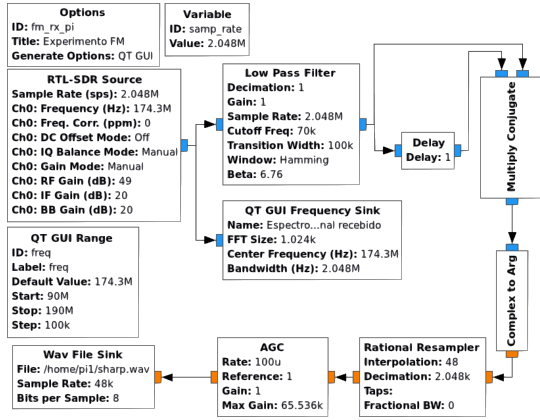 Options
ID: fm_rx_pi
Title: Experimento FM
Generate Options: QT GUI
Variable
ID: samp_rate
Value: 2.048M
RTL-SDR Source
Sample Rate (sps): 2.048M
Ch0: Frequency (Hz): 174.3M
Ch0: Freq. Corr. (ppm): 0
Ch0: DC Offset Mode: Off
Ch0: IQ Balance Mode: Manual
Ch0: Gain Mode: Manual
Ch0: RF Gain (dB): 49
Ch0: IF Gain (dB): 20
Ch0: BB Gain (dB): 20
Low Pass Filter
Decimation: 1
Gain: 1
Sample Rate: 2.048M
Cutoff Freq: 70k
Transition Width: 100k
Window: Hamming
Beta: 6.76
Delay
Delay: 1
Multiply Conjugate
QT GUI Frequency Sink
Name: Espectro...nal recebido
FFT Size: 1.024k
Center Frequency (Hz): 174.3M
Bandwidth (Hz): 2.048M
QT GUI Range
ID: freq
Label: freq
Default Value: 174.3M
Start: 90M
Stop: 190M
Step: 100k
Complex to Arg
Wav File Sink
File: /home/pi1/sharp.wav
Sample Rate: 48k
Bits per Sample: 8
AGC
Rate: 100u
Reference: 1
Gain: 1
Max Gain: 65.536k
Rational Resampler
Interpolation: 48
Decimation: 2.048k
Taps:
Fractional BW: 0